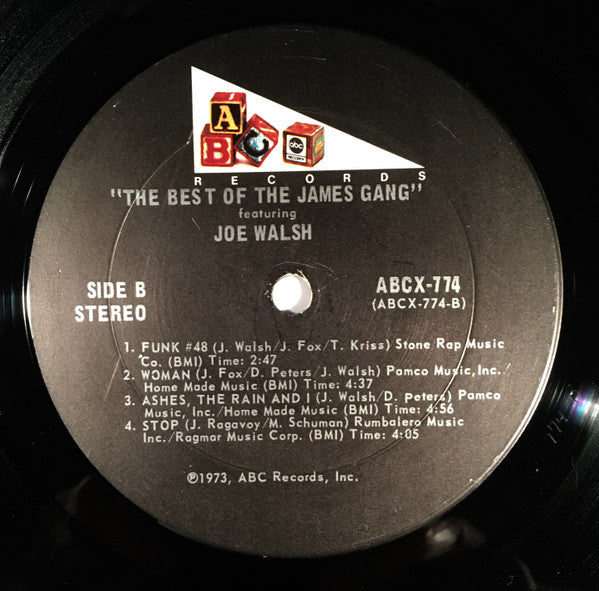 A
B
C
abc
RECORDS
RECORDS
"THE BEST OF THE JAMES GANG"
featuring
JOE WALSH
SIDE B
STEREO
ABCX-774
(ABCX-774-B)
1. FUNK #48 (J. Walsh/J. Fox/T. Kriss) Stone Rap Music
Co. (BMI) Time: 2:47
2. WOMAN (J. Fox/D. Peters/J. Walsh) Pamco Music, Inc./
Home Made Music (BMI) Time: 4:37
3. ASHES, THE RAIN AND I (J. Walsh/D. Peters) Pamco
Music, Inc./Home Made Music (BMI) Time: 4:56
4. STOP (J. Ragavoy/M. Schuman) Rumbalero Music
Inc./Ragmar Music Corp. (BMI) Time: 4:05
℗1973, ABC Records, Inc.